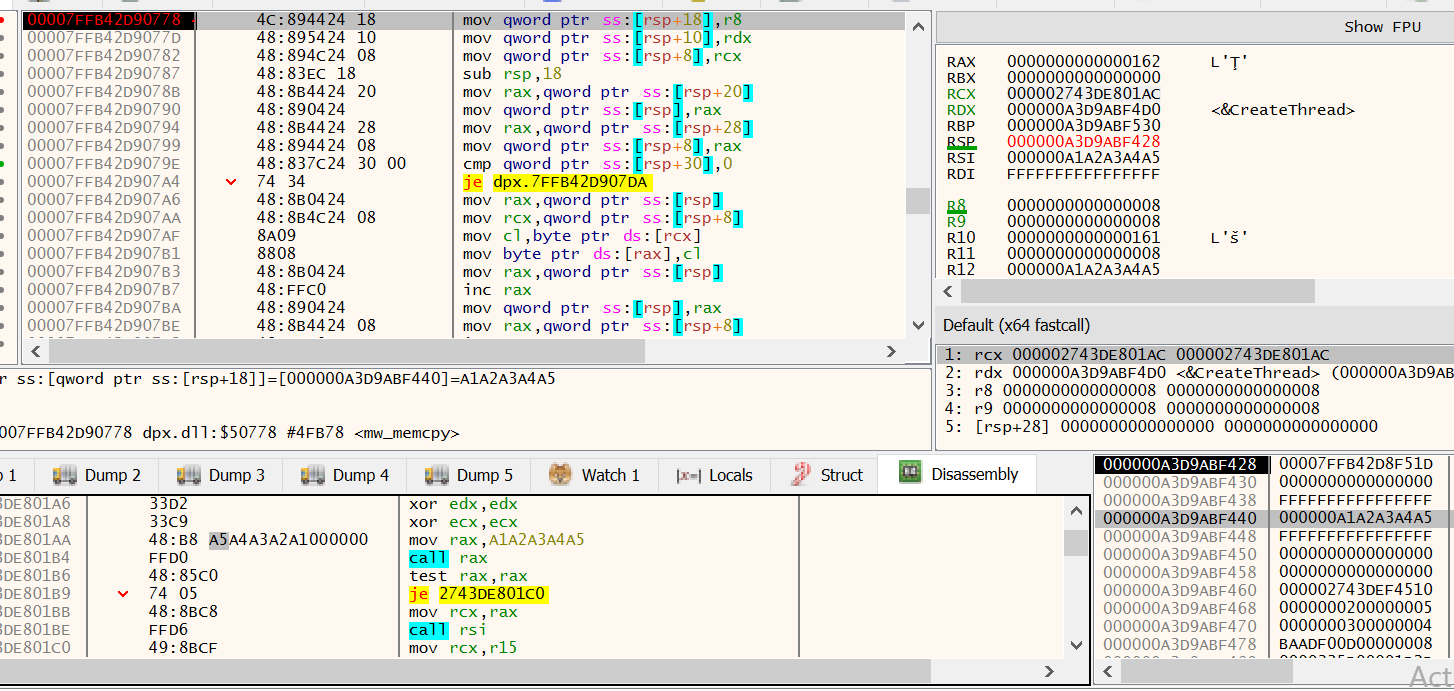 00007FFB42D90778 4C:894424 18 mov qword ptr ss:[rsp+18],r8
00007FFB42D9077D 48:895424 10 mov qword ptr ss:[rsp+10],rdx
00007FFB42D90782 48:894C24 08 mov qword ptr ss:[rsp+8],rcx
00007FFB42D90787 48:83EC 18 sub rsp,18
00007FFB42D9078B 48:8B4424 20 mov rax,qword ptr ss:[rsp+20]
00007FFB42D90790 48:890424 mov qword ptr ss:[rsp],rax
00007FFB42D90794 48:8B4424 28 mov rax,qword ptr ss:[rsp+28]
00007FFB42D90799 48:894424 08 mov qword ptr ss:[rsp+8],rax
00007FFB42D9079E 48:837C24 30 00 cmp qword ptr ss:[rsp+30],0
00007FFB42D907A4 74 34 je dpx.7FFB42D907DA
00007FFB42D907A6 48:8B0424 mov rax,qword ptr ss:[rsp]
00007FFB42D907AA 48:8B4C24 08 mov rcx,qword ptr ss:[rsp+8]
00007FFB42D907AF 8A09 mov cl,byte ptr ds:[rcx]
00007FFB42D907B1 8808 mov byte ptr ds:[rax],cl
00007FFB42D907B3 48:8B0424 mov rax,qword ptr ss:[rsp]
00007FFB42D907B7 48:FFC0 inc rax
00007FFB42D907BA 48:890424 mov qword ptr ss:[rsp],rax
00007FFB42D907BE 48:8B4424 08 mov rax,qword ptr ss:[rsp+8]
Show FPU
RAX 0000000000000162 L'Ţ'
RBX 0000000000000000
RCX 000002743DE801AC
RDX 000000A3D9ABF4D0 <&CreateThread>
RBP 000000A3D9ABF530
RSP 000000A3D9ABF428
RSI 000000A1A2A3A4A5
RDI FFFFFFFFFFFFFFFF
R8 0000000000000008
R9 0000000000000008
R10 0000000000000161 L'š'
R11 0000000000000008
R12 000000A1A2A3A4A5
Default (x64 fastcall)
1: rcx 000002743DE801AC 000002743DE801AC
2: rdx 000000A3D9ABF4D0 <&CreateThread> (000000A3D9AB
3: r8 0000000000000008 0000000000000008
4: r9 0000000000000008 0000000000000008
5: [rsp+28] 0000000000000000 0000000000000000
r ss:[qword ptr ss:[rsp+18]]=[000000A3D9ABF440]=A1A2A3A4A5
007FFB42D90778 dpx.dll:$50778 #4FB78 <mw_memcpy>
p 1 Dump 2 Dump 3 Dump 4 Dump 5 Watch 1 Locals Struct Disassembly
3DE801A6 33D2 xor edx,edx
3DE801A8 33C9 xor ecx,ecx
3DE801AA 48:B8 A5A4A3A2A1000000 mov rax,A1A2A3A4A5
3DE801B4 FFD0 call rax
3DE801B6 48:85C0 test rax,rax
3DE801B9 74 05 je 2743DE801C0
3DE801BB 48:8BC8 mov rcx,rax
3DE801BE FFD6 call rsi
3DE801C0 49:8BCF mov rcx,r15
000000A3D9ABF428 00007FFB42D8F51D
000000A3D9ABF430 0000000000000000
000000A3D9ABF438 FFFFFFFFFFFFFFFF
000000A3D9ABF440 000000A1A2A3A4A5
000000A3D9ABF448 FFFFFFFFFFFFFFFF
000000A3D9ABF450 0000000000000000
000000A3D9ABF458 0000000000000000
000000A3D9ABF460 000002743DEF4510
000000A3D9ABF468 0000000200000005
000000A3D9ABF470 0000000300000004
000000A3D9ABF478 BAADF00D00000008
Act